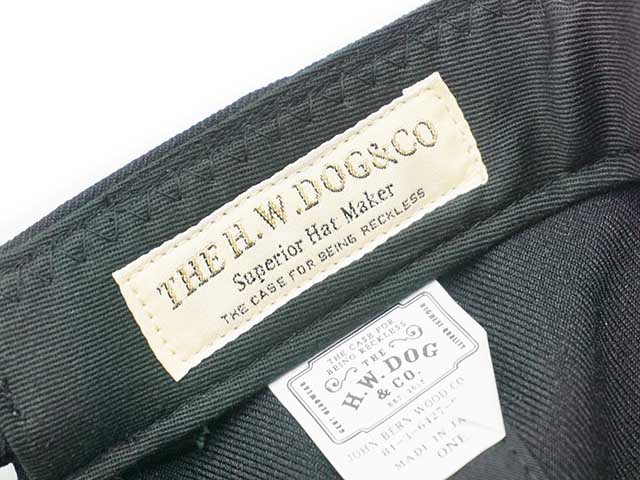 THE H.W.DOG&CO
Superior Hat Maker
THE CASE FOR BEING RECKLESS
THE CASE FOR
BEING RECKLESS
THE
H.W. DOG
& CO.
JOHN BERN WOOD CO
MADE IN JA
ONE